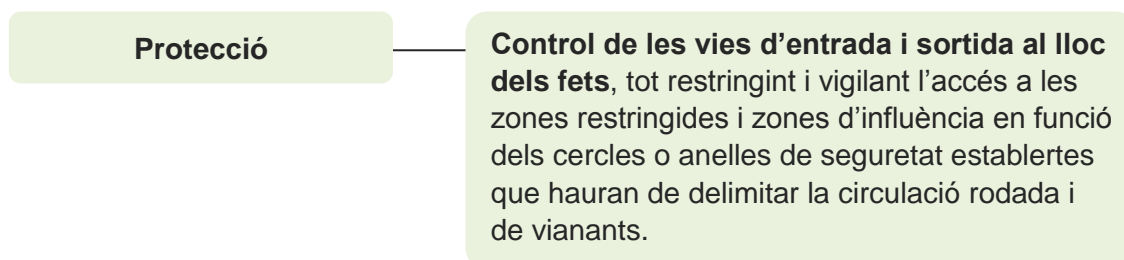 Protecció
Control de les vies d’entrada i sortida al lloc
dels fets, tot restringint i vigilant l’accés a les
zones restringides i zones d’influència en funció
dels cercles o anelles de seguretat establertes
que hauran de delimitar la circulació rodada i
de vianants.